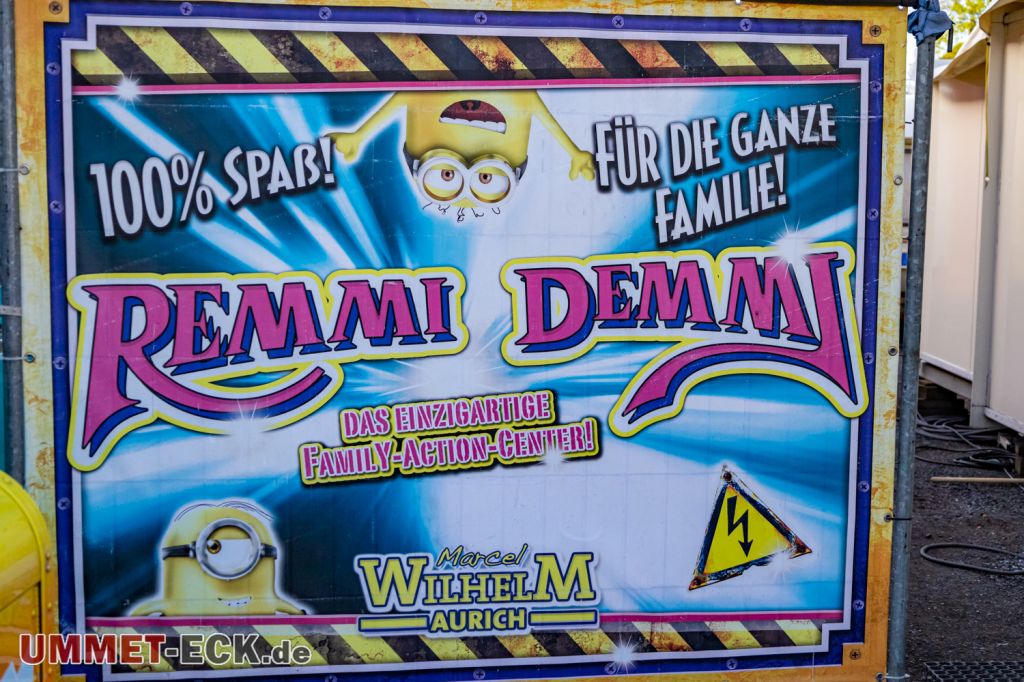 100% SPAß!
FÜR DIE GANZE
FAMILIE!
REMMI DEMMI
DAS EINZIGARTIGE
FAMILY-ACTION-CENTER!
Marcel
WILHELM
AURICH
UMMET-ECK.de